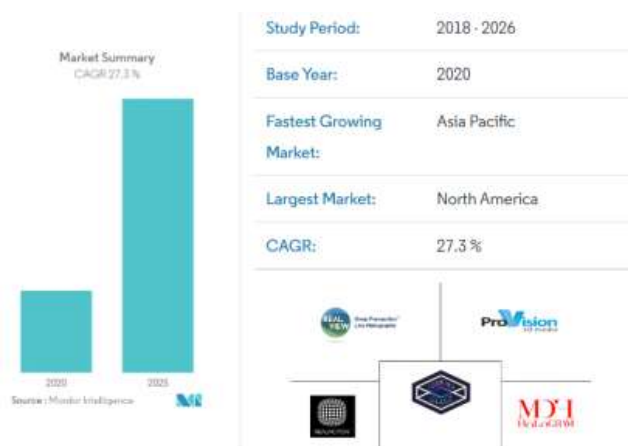 Market Summary
CAGR 27.3 %
2020
2025
Source : Mordor Intelligence
Study Period: 2018 - 2026
Base Year: 2020
Fastest Growing Market: Asia Pacific
Largest Market: North America
CAGR: 27.3 %
REAL VIEW
ProVision
MDH